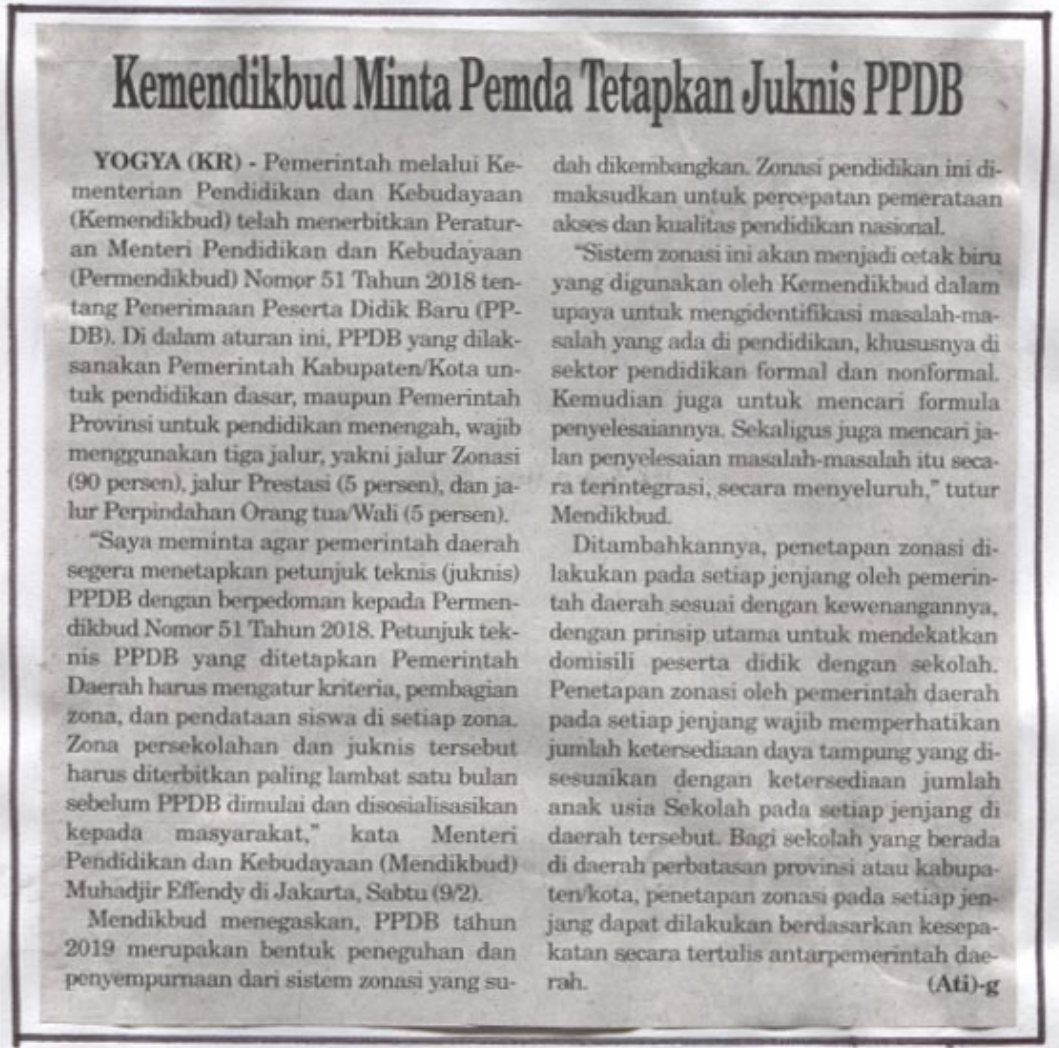 Kemendikbud Minta Pemda Tetapkan Juknis PPDB
YOGYA (KR) - Pemerintah melalui Ke-
menterian Pendidikan dan Kebudayaan
(Kemendikbud) telah menerbitkan Peratur-
an Menteri Pendidikan dan Kebudayaan
(Permendikbud) Nomor 51 Tahun 2018 ten-
tang Penerimaan Peserta Didik Baru (PP-
DB). Di dalam aturan ini, PPDB yang dilak-
sanakan Pemerintah Kabupaten/Kota un-
tuk pendidikan dasar, maupun Pemerintah
Provinsi untuk pendidikan menengah, wajib
menggunakan tiga jalur, yakni jalur Zonasi
(90 persen), jalur Prestasi (5 persen), dan ja-
lur Perpindahan Orang tua/Wali (5 persen).
"Saya meminta agar pemerintah daerah
segera menetapkan petunjuk teknis (juknis)
PPDB dengan berpedoman kepada Permen-
dikbud Nomor 51 Tahun 2018. Petunjuk tek-
nis PPDB yang ditetapkan Pemerintah
Daerah harus mengatur kriteria, pembagian
zona, dan pendataan siswa di setiap zona.
Zona persekolahan dan juknis tersebut
harus diterbitkan paling lambat satu bulan
sebelum PPDB dimulai dan disosialisasikan
kepada masyarakat," kata Menteri
Pendidikan dan Kebudayaan (Mendikbud)
Muhadjir Effendy di Jakarta, Sabtu (9/2).
Mendikbud menegaskan, PPDB tahun
2019 merupakan bentuk peneguhan dan
penyempurnaan dari sistem zonasi yang su-
dah dikembangkan. Zonasi pendidikan ini di-
maksudkan untuk percepatan pemerataan
akses dan kualitas pendidikan nasional.
"Sistem zonasi ini akan menjadi cetak biru
yang digunakan oleh Kemendikbud dalam
upaya untuk mengidentifikasi masalah-ma-
salah yang ada di pendidikan, khususnya di
sektor pendidikan formal dan nonformal.
Kemudian juga untuk mencari formula
penyelesaiannya. Sekaligus juga mencari ja-
lan penyelesaian masalah-masalah itu seca-
ra terintegrasi, secara menyeluruh," tutur
Mendikbud.
Ditambahkannya, penetapan zonasi di-
lakukan pada setiap jenjang oleh pemerin-
tah daerah sesuai dengan kewenangannya,
dengan prinsip utama untuk mendekatkan
domisili peserta didik dengan sekolah.
Penetapan zonasi oleh pemerintah daerah
pada setiap jenjang wajib memperhatikan
jumlah ketersediaan daya tampung yang di-
sesuaikan dengan ketersediaan jumlah
anak usia Sekolah pada setiap jenjang di
daerah tersebut. Bagi sekolah yang berada
di daerah perbatasan provinsi atau kabupa-
ten/kota, penetapan zonasi pada setiap jen-
jang dapat dilakukan berdasarkan kesepa-
katan secara tertulis antarpemerintah dae-
rah. (Ati)-g